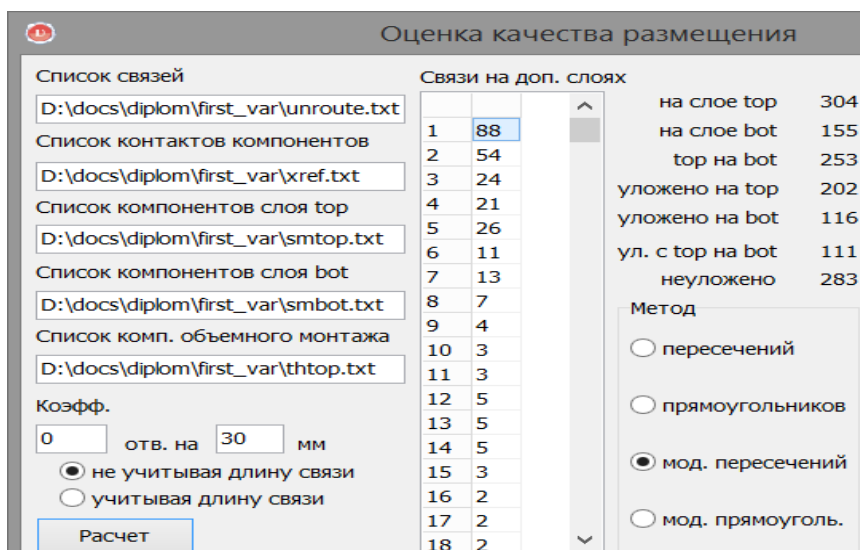 Оценка качества размещения
Список связей
D:\docs\diplom\first_var\unroute.txt
Список контактов компонентов
D:\docs\diplom\first_var\xref.txt
Список компонентов слоя top
D:\docs\diplom\first_var\smtop.txt
Список компонентов слоя bot
D:\docs\diplom\first_var\smbot.txt
Список комп. объемного монтажа
D:\docs\diplom\first_var\thtop.txt
Коэфф.
0 отв. на 30 мм
не учитывая длину связи
учитывая длину связи
Расчет
Связи на доп. слоях
1 88
2 54
3 24
4 21
5 26
6 11
7 13
8 7
9 4
10 3
11 3
12 5
13 5
14 5
15 3
16 2
17 2
18 2
на слое top 304
на слое bot 155
top на bot 253
уложено на top 202
уложено на bot 116
ул. с top на bot 111
неуложено 283
Метод
пересечений
прямоугольников
мод. пересечений
мод. прямоуголь.